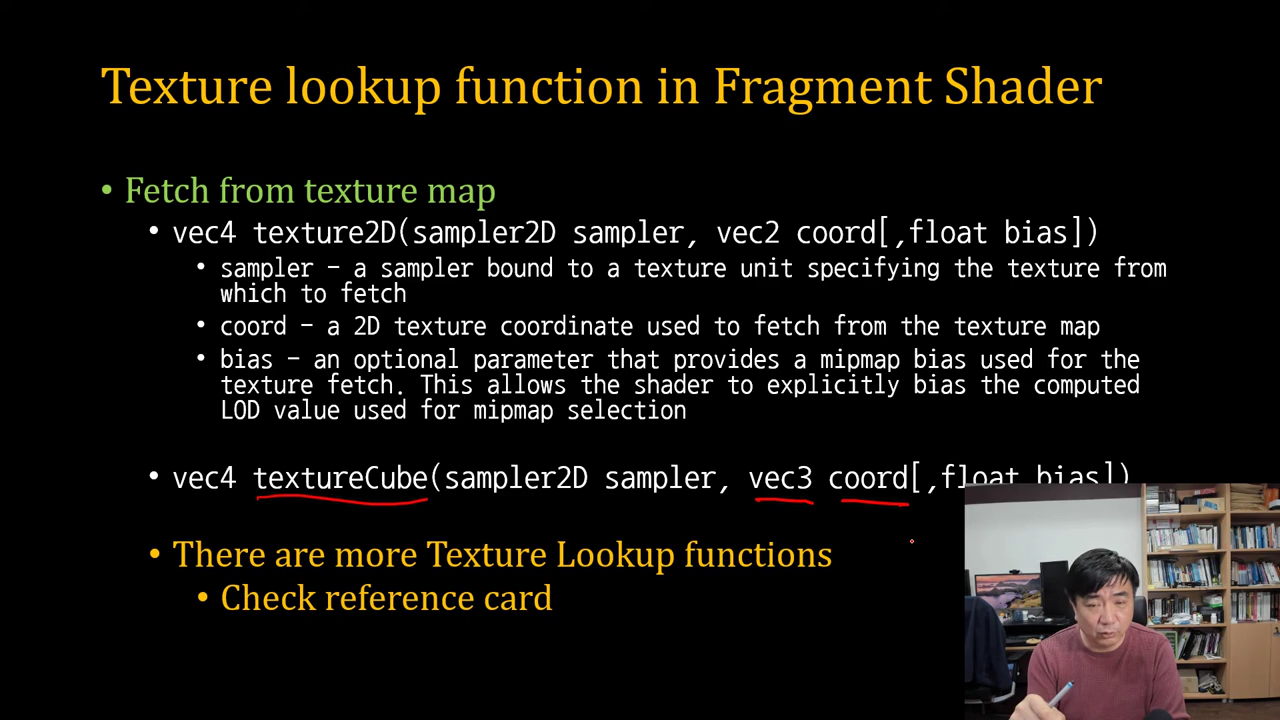 Texture lookup function in Fragment Shader
• Fetch from texture map
• vec4 texture2D(sampler2D sampler, vec2 coord[,float bias])
• sampler – a sampler bound to a texture unit specifying the texture from
which to fetch
• coord – a 2D texture coordinate used to fetch from the texture map
• bias – an optional parameter that provides a mipmap bias used for the
texture fetch. This allows the shader to explicitly bias the computed
LOD value used for mipmap selection
• vec4 textureCube(sampler2D sampler, vec3 coord[,float bias])
• There are more Texture Lookup functions
• Check reference card